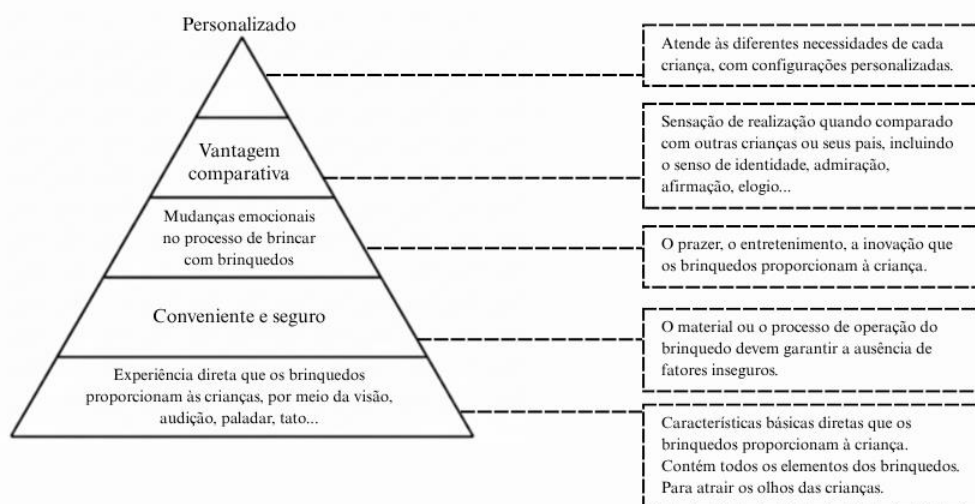 Personalizado
Atende às diferentes necessidades de cada
criança, com configurações personalizadas.
Vantagem
comparativa
Sensação de realização quando comparado
com outras crianças ou seus pais, incluindo
o senso de identidade, admiração,
afirmação, elogio...
Mudanças emocionais
no processo de brincar
com brinquedos
O prazer, o entretenimento, a inovação que
os brinquedos proporcionam à criança.
Conveniente e seguro
O material ou o processo de operação do
brinquedo devem garantir a ausência de
fatores inseguros.
Experiência direta que os brinquedos
proporcionam às crianças, por meio da visão,
audição, paladar, tato...
Características básicas diretas que os
brinquedos proporcionam à criança.
Contém todos os elementos dos brinquedos.
Para atrair os olhos das crianças.